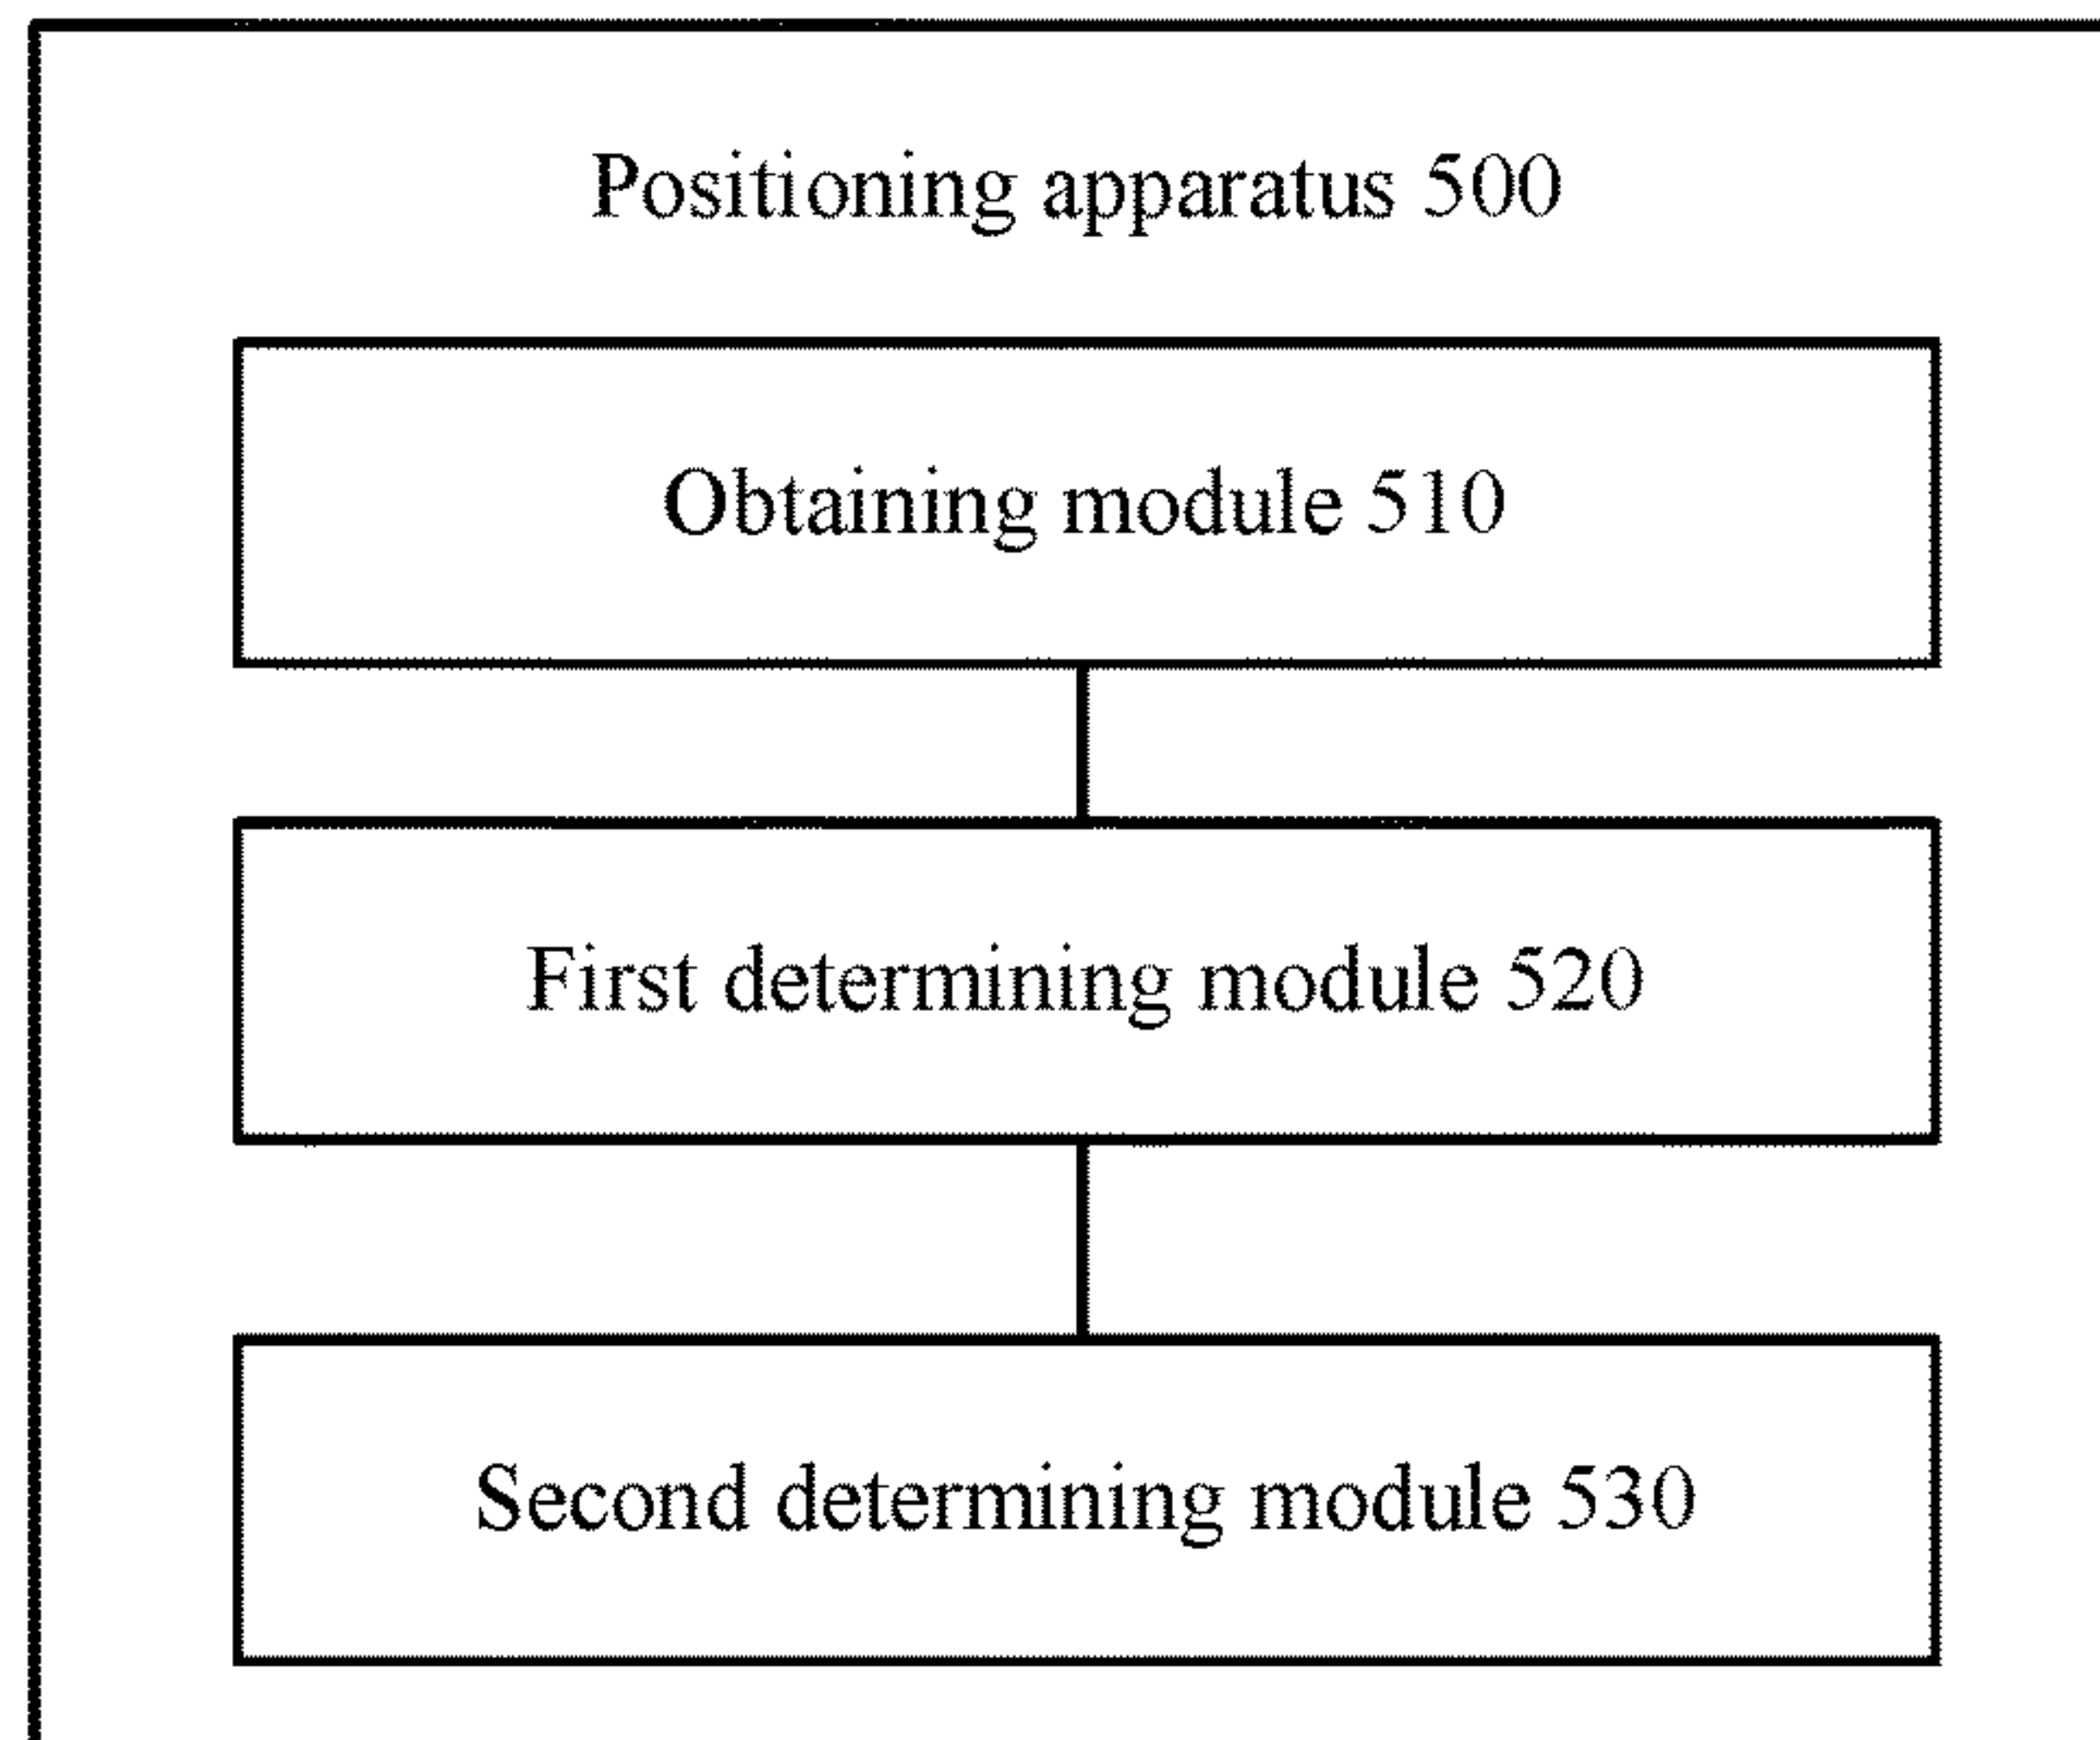 Positioning apparatus 500
Obtaining module 510
First determining module 520
Second determining module 530